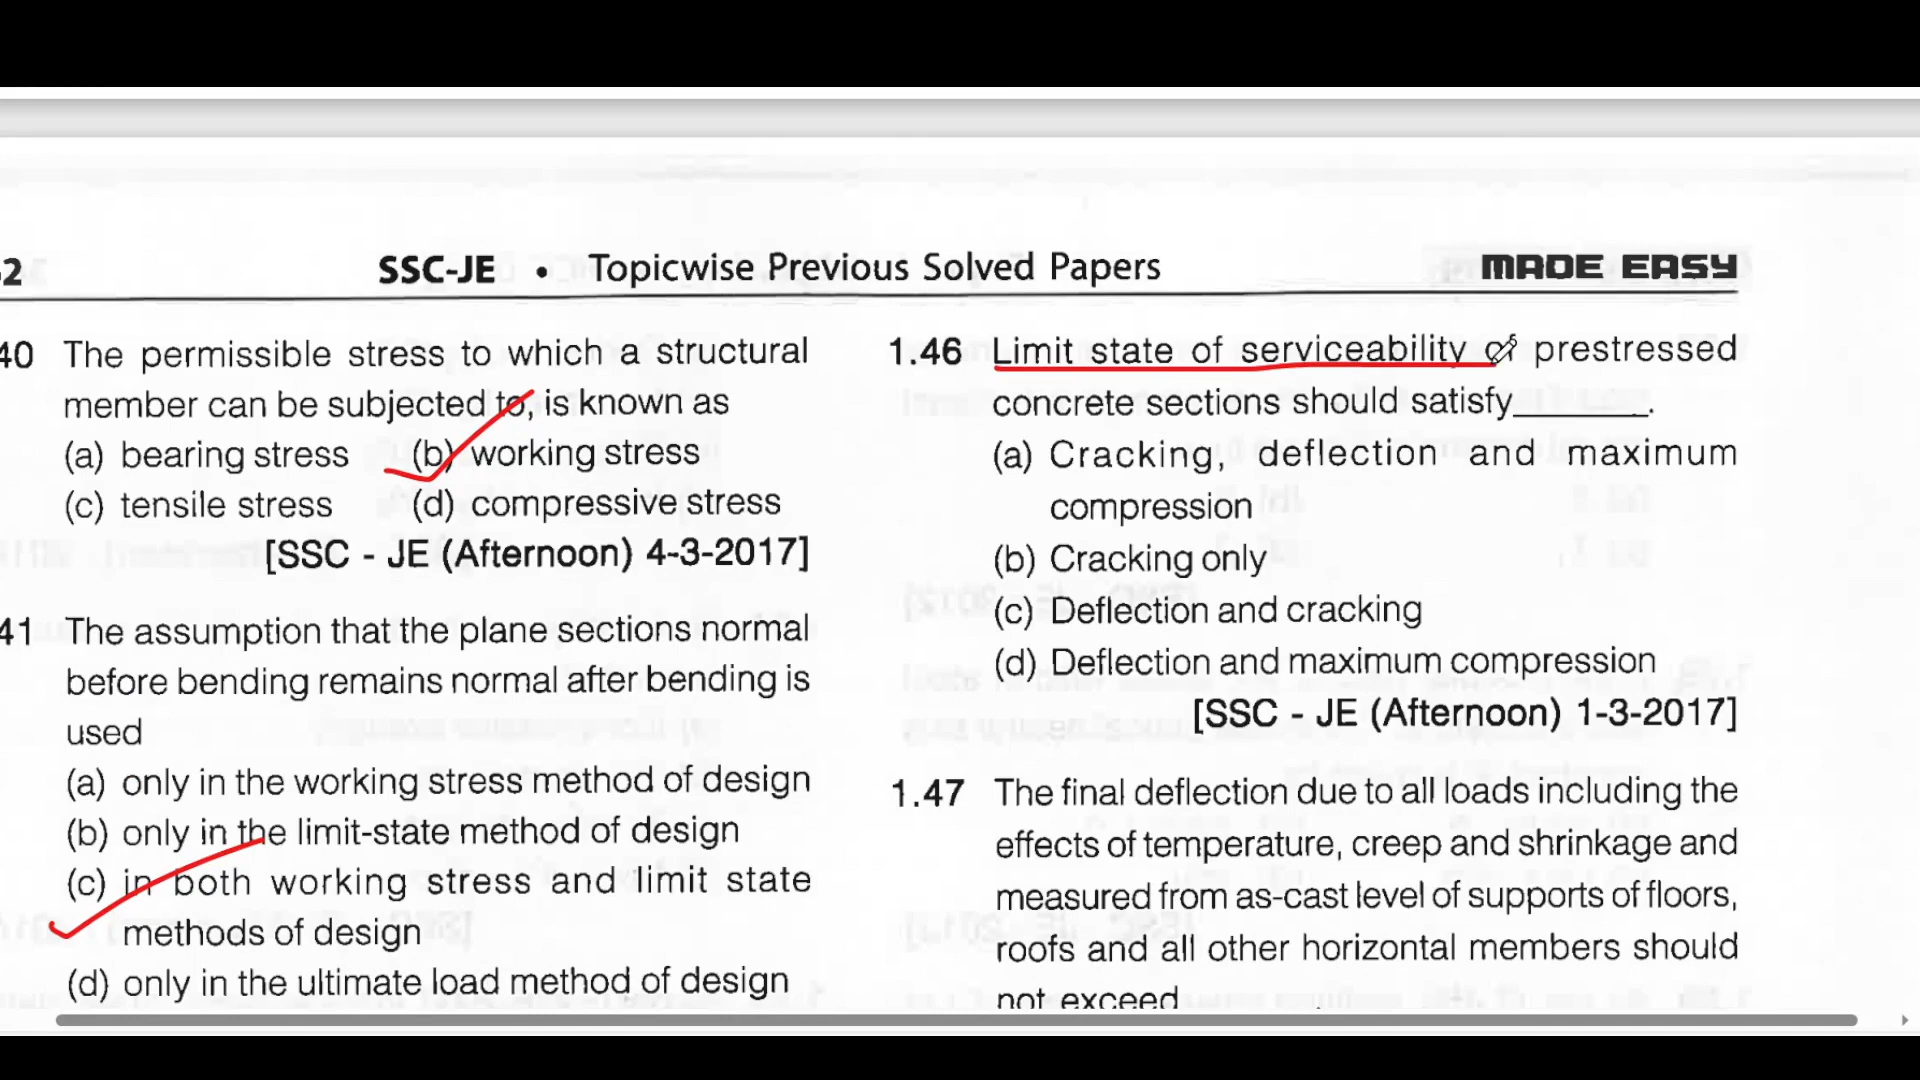 62
SSC-JE • Topicwise Previous Solved Papers
MADE EASY
40 The permissible stress to which a structural
member can be subjected to, is known as
(a) bearing stress (b) working stress
(c) tensile stress (d) compressive stress
[SSC - JE (Afternoon) 4-3-2017]
41 The assumption that the plane sections normal
before bending remains normal after bending is
used
(a) only in the working stress method of design
(b) only in the limit-state method of design
(c) in both working stress and limit state
methods of design
(d) only in the ultimate load method of design
1.46 Limit state of serviceability of prestressed
concrete sections should satisfy______.
(a) Cracking, deflection and maximum
compression
(b) Cracking only
(c) Deflection and cracking
(d) Deflection and maximum compression
[SSC - JE (Afternoon) 1-3-2017]
1.47 The final deflection due to all loads including the
effects of temperature, creep and shrinkage and
measured from as-cast level of supports of floors,
roofs and all other horizontal members should
not exceed